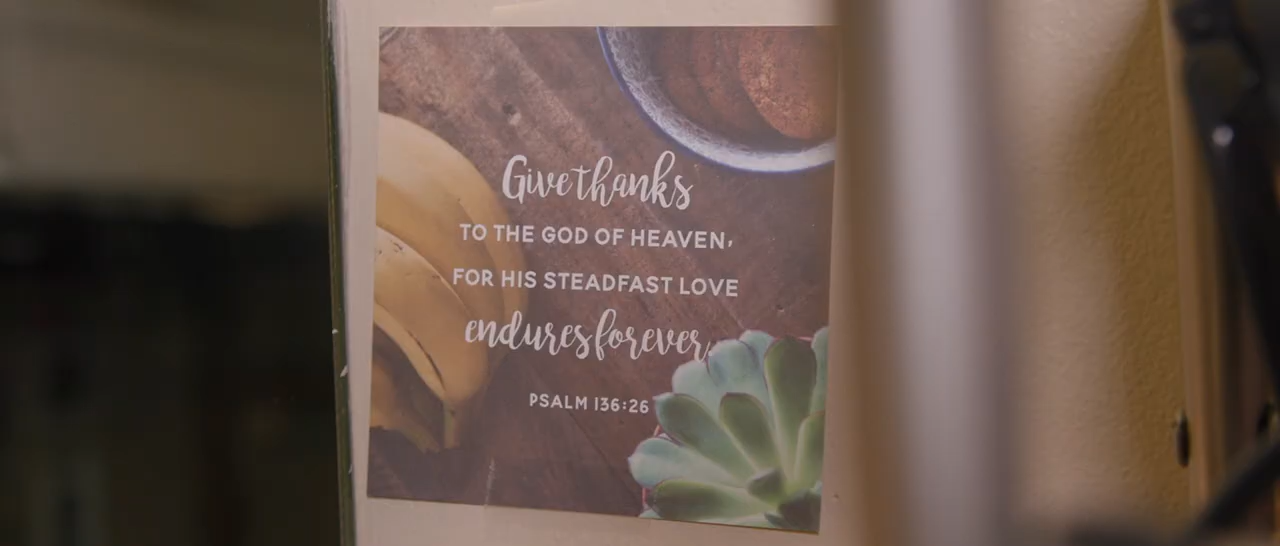 Give thanks
TO THE GOD OF HEAVEN,
FOR HIS STEADFAST LOVE
endures forever.
PSALM 136:26